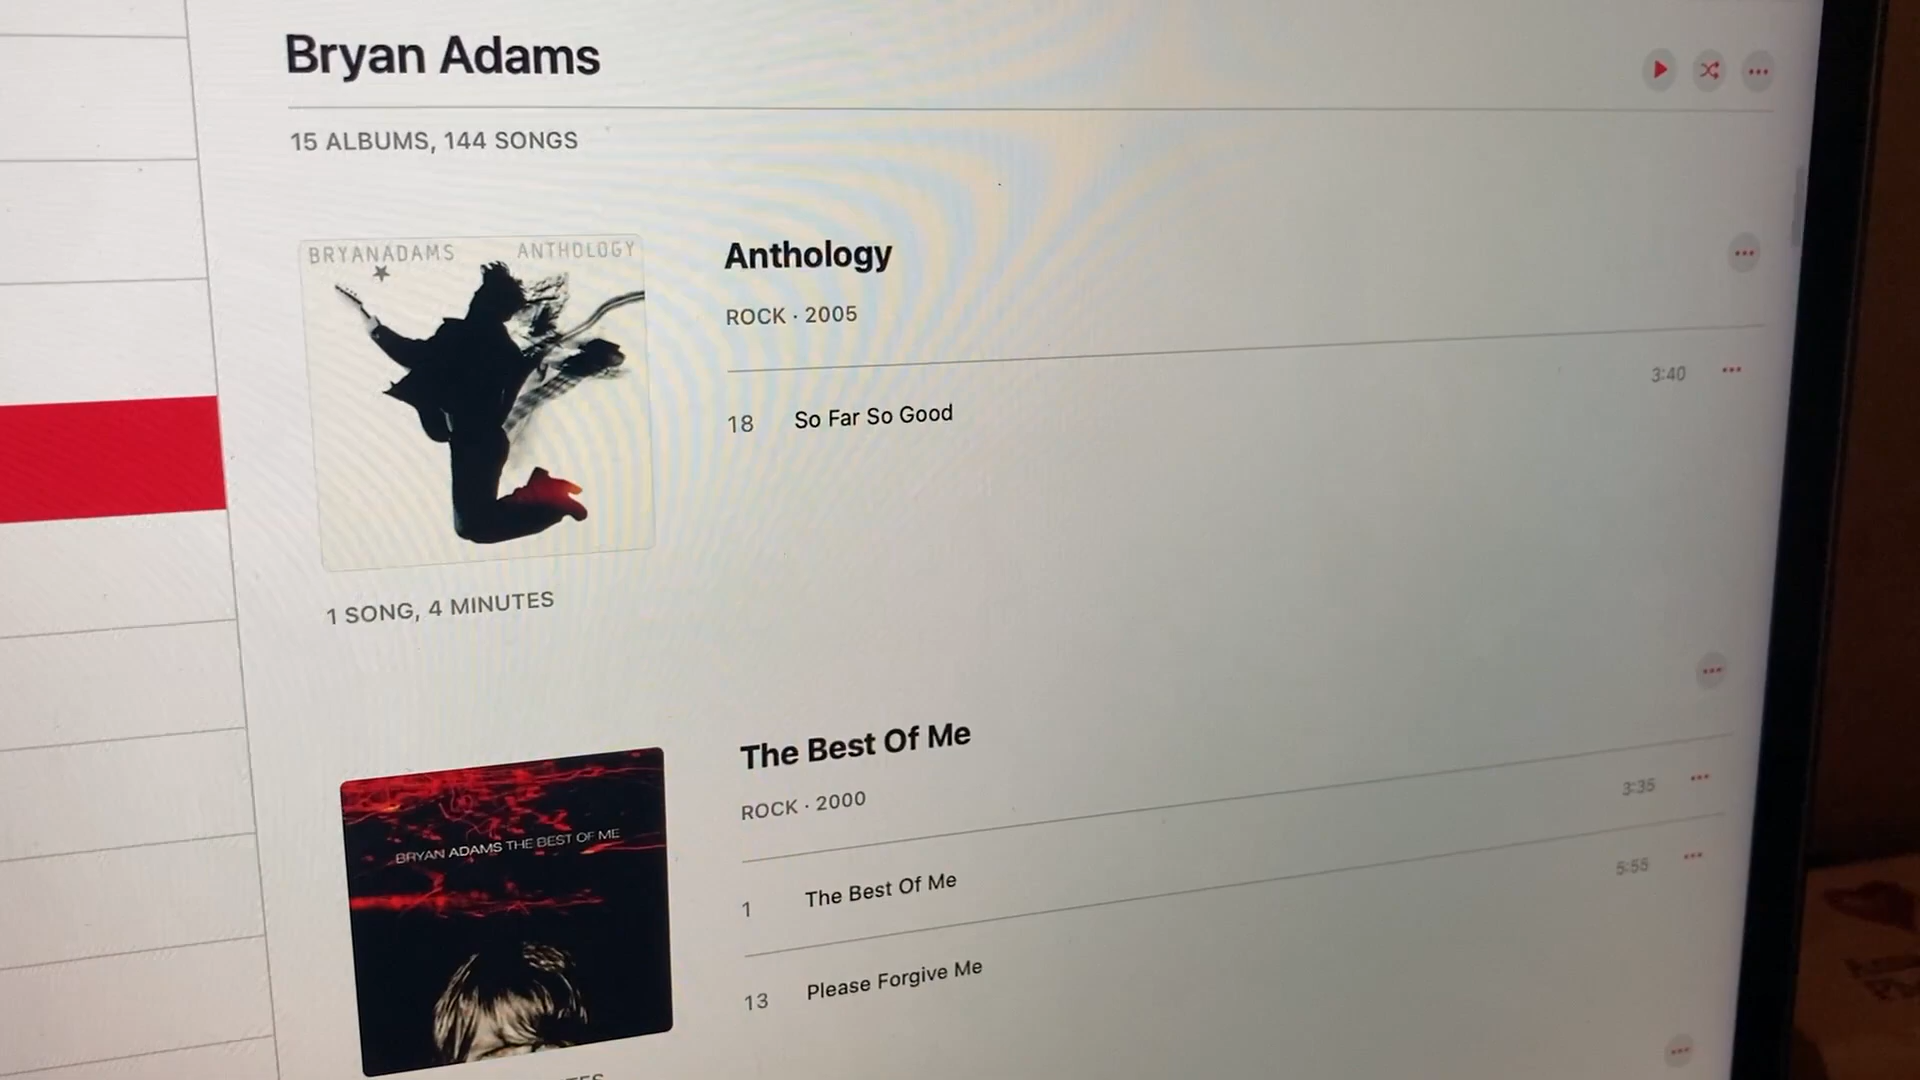 Bryan Adams
15 ALBUMS, 144 SONGS
BRYANADAMS ANTHOLOGY
Anthology
ROCK · 2005
18 So Far So Good 3:40
1 SONG, 4 MINUTES
The Best Of Me
ROCK · 2000
BRYAN ADAMS THE BEST OF ME
1 The Best Of Me 3:35
13 Please Forgive Me 5:55